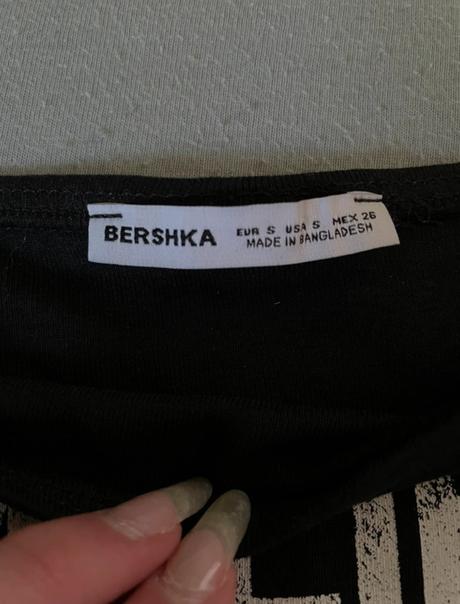 BERSHKA
EUR S USA S MEX 26
MADE IN BANGLADESH